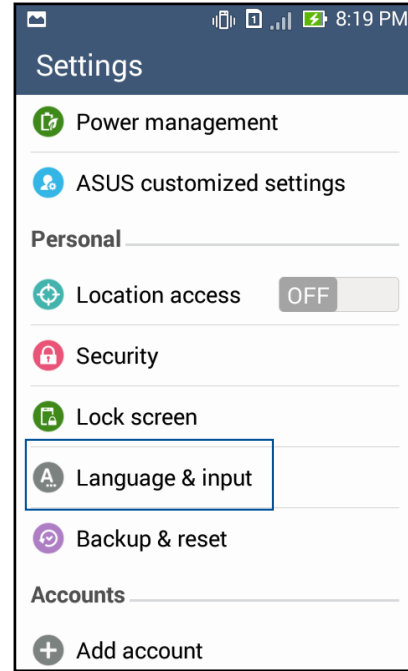 1 8:19 PM
Settings
Power management
ASUS customized settings
Personal
Location access OFF
Security
Lock screen
A Language & input
Backup & reset
Accounts
Add account